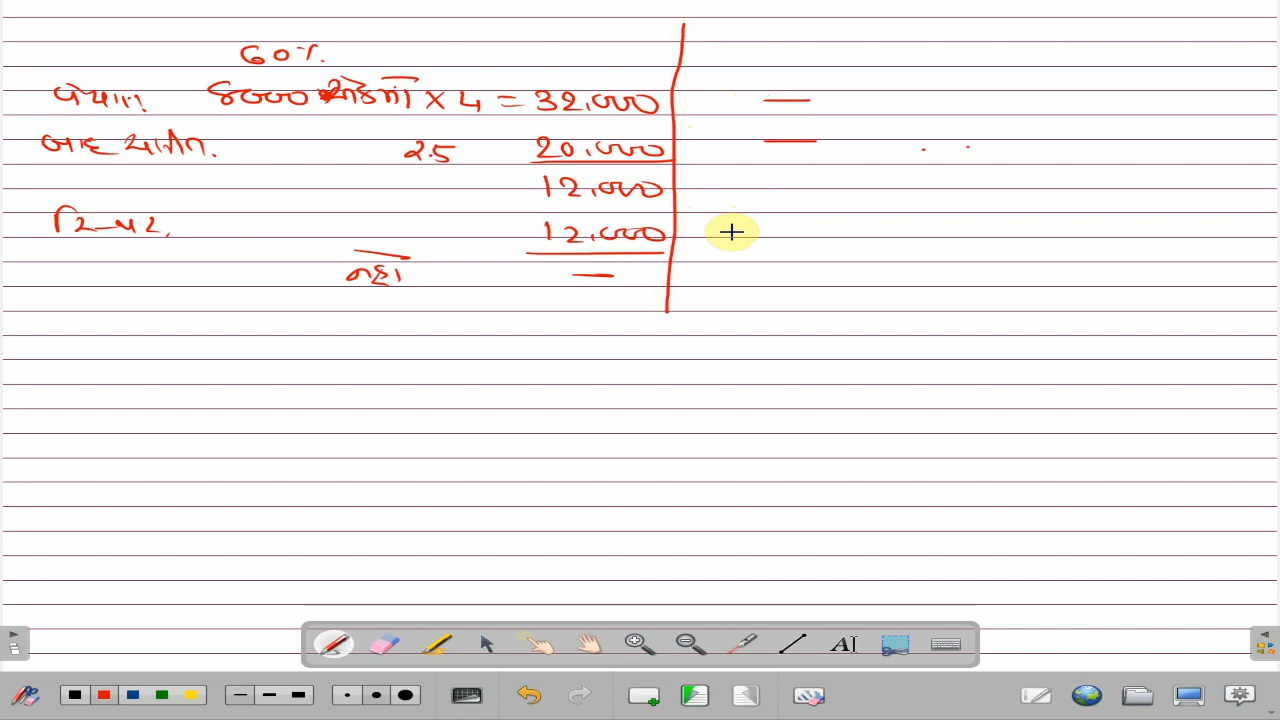 60%
વેચાણ 8000 × 4 = 32,000 —
બાદ ચલિત. 2.5 20,000 —
12,000
સ્થિર 12,000
નફો —